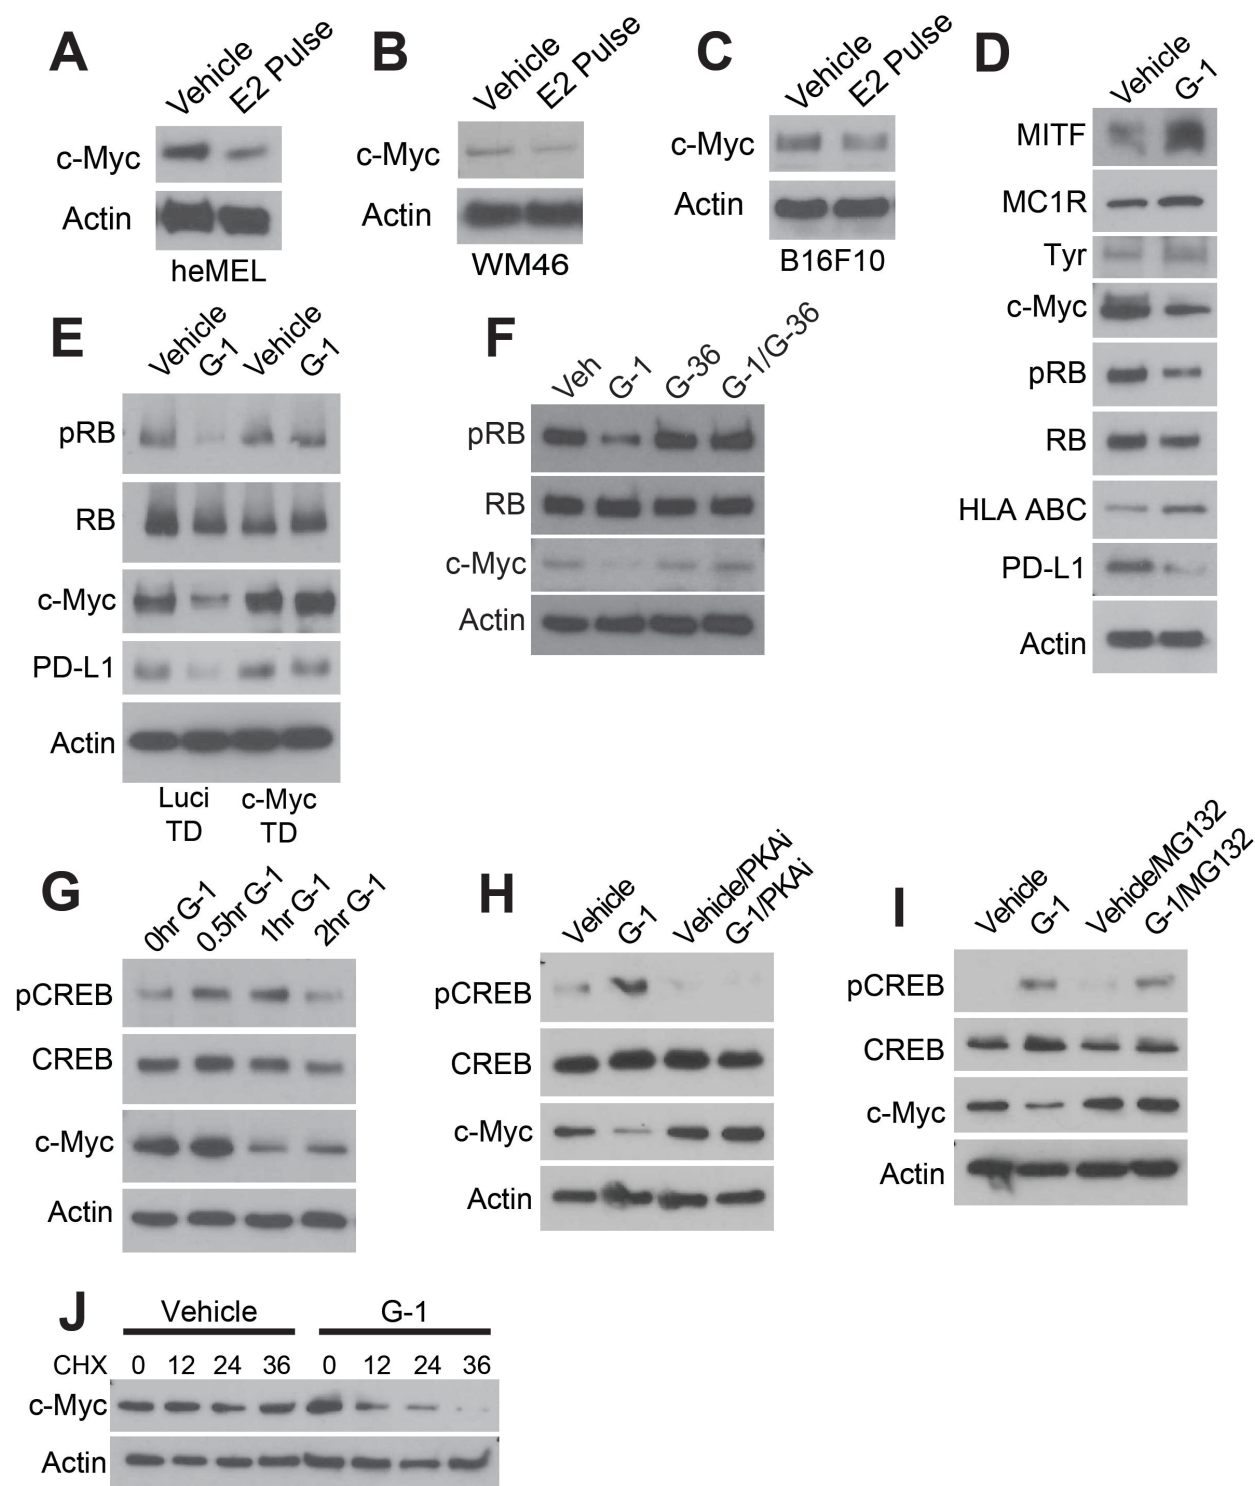 A
Vehicle
E2 Pulse
c-Myc
Actin
heMEL
B
Vehicle
E2 Pulse
c-Myc
Actin
WM46
C
Vehicle
E2 Pulse
c-Myc
Actin
B16F10
D
Vehicle
G-1
MITF
MC1R
Tyr
c-Myc
pRB
RB
HLA ABC
PD-L1
Actin
E
Vehicle
G-1
Vehicle
G-1
pRB
RB
c-Myc
PD-L1
Actin
Luci
TD
c-Myc
TD
F
Veh
G-1
G-36
G-1/G-36
pRB
RB
c-Myc
Actin
G
0hr G-1
0.5hr G-1
1hr G-1
2hr G-1
pCREB
CREB
c-Myc
Actin
H
Vehicle
G-1
Vehicle/PKAi
G-1/PKAi
pCREB
CREB
c-Myc
Actin
I
Vehicle
G-1
Vehicle/MG132
G-1/MG132
pCREB
CREB
c-Myc
Actin
J
Vehicle G-1
CHX 0 12 24 36 0 12 24 36
c-Myc
Actin